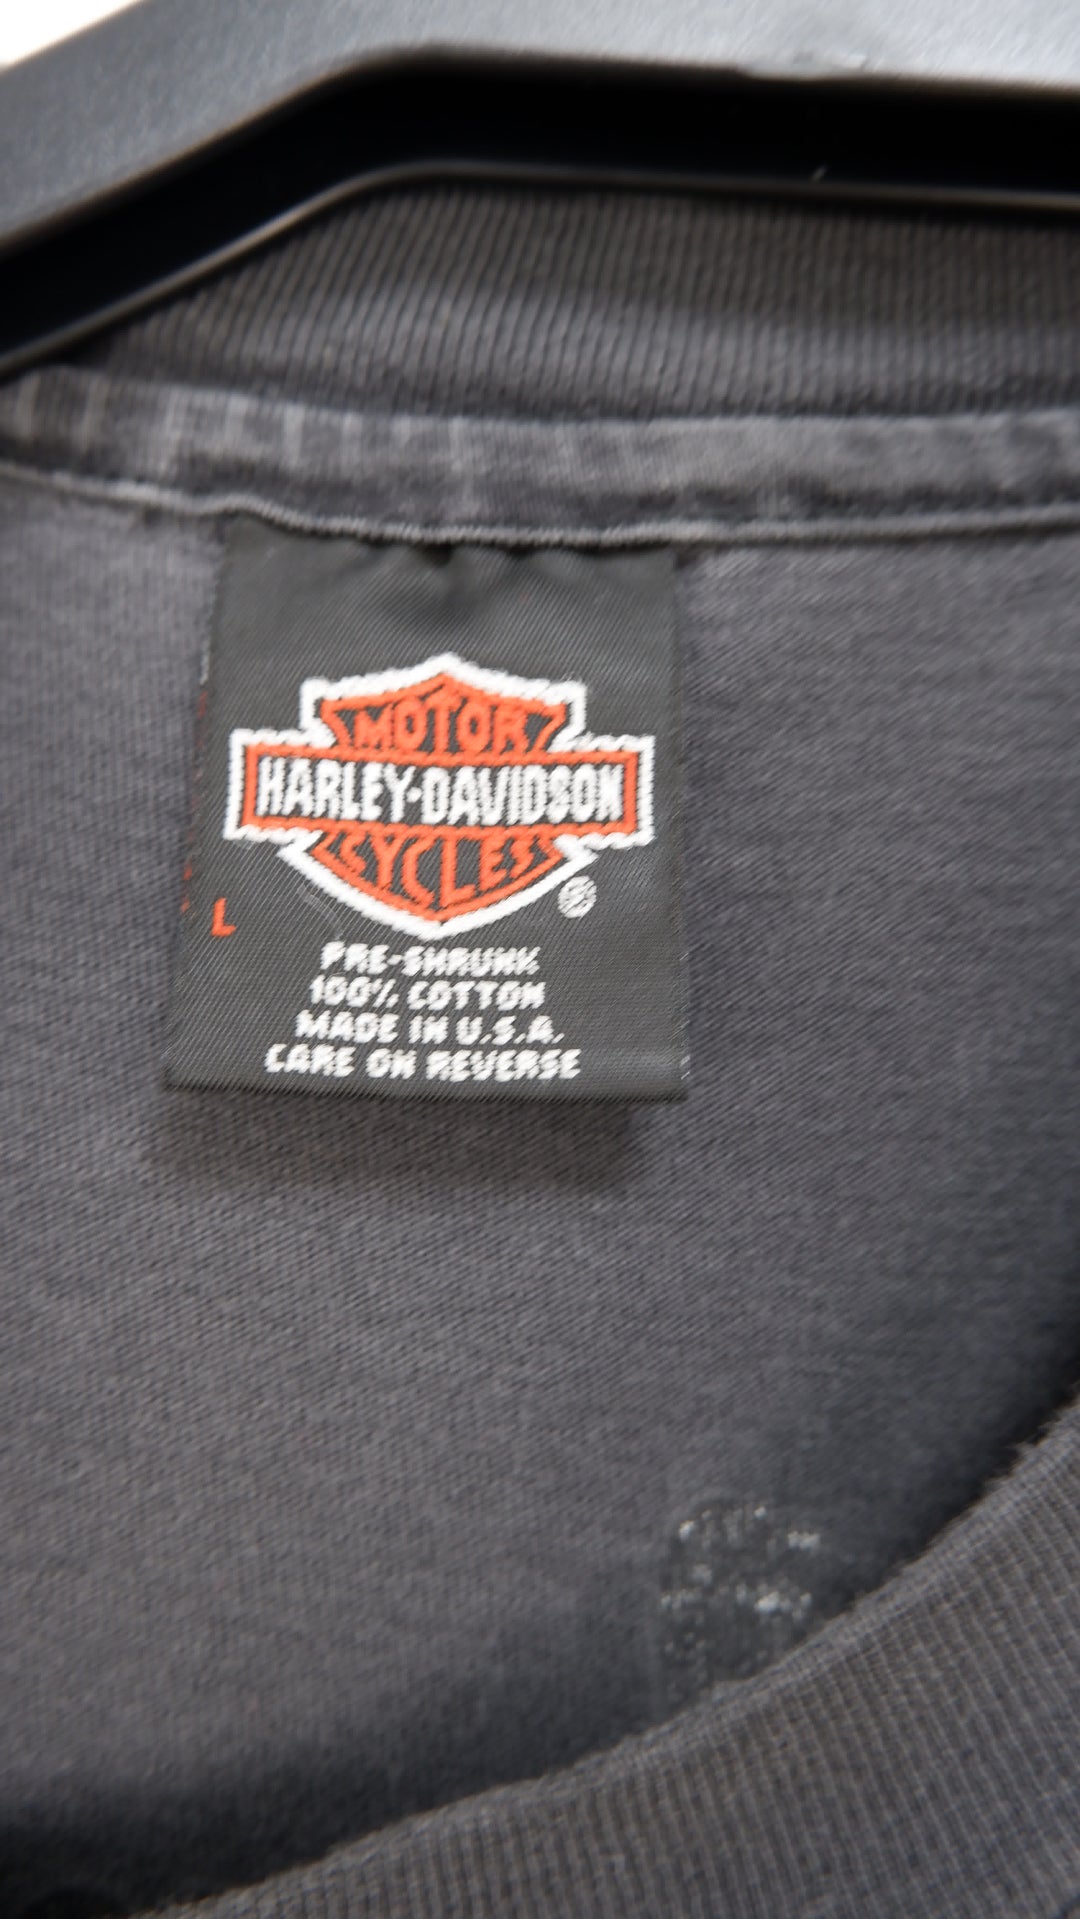 MOTOR
HARLEY-DAVIDSON
CYCLES
®
L
PRE-SHRUNK
100% COTTON
MADE IN U.S.A.
CARE ON REVERSE